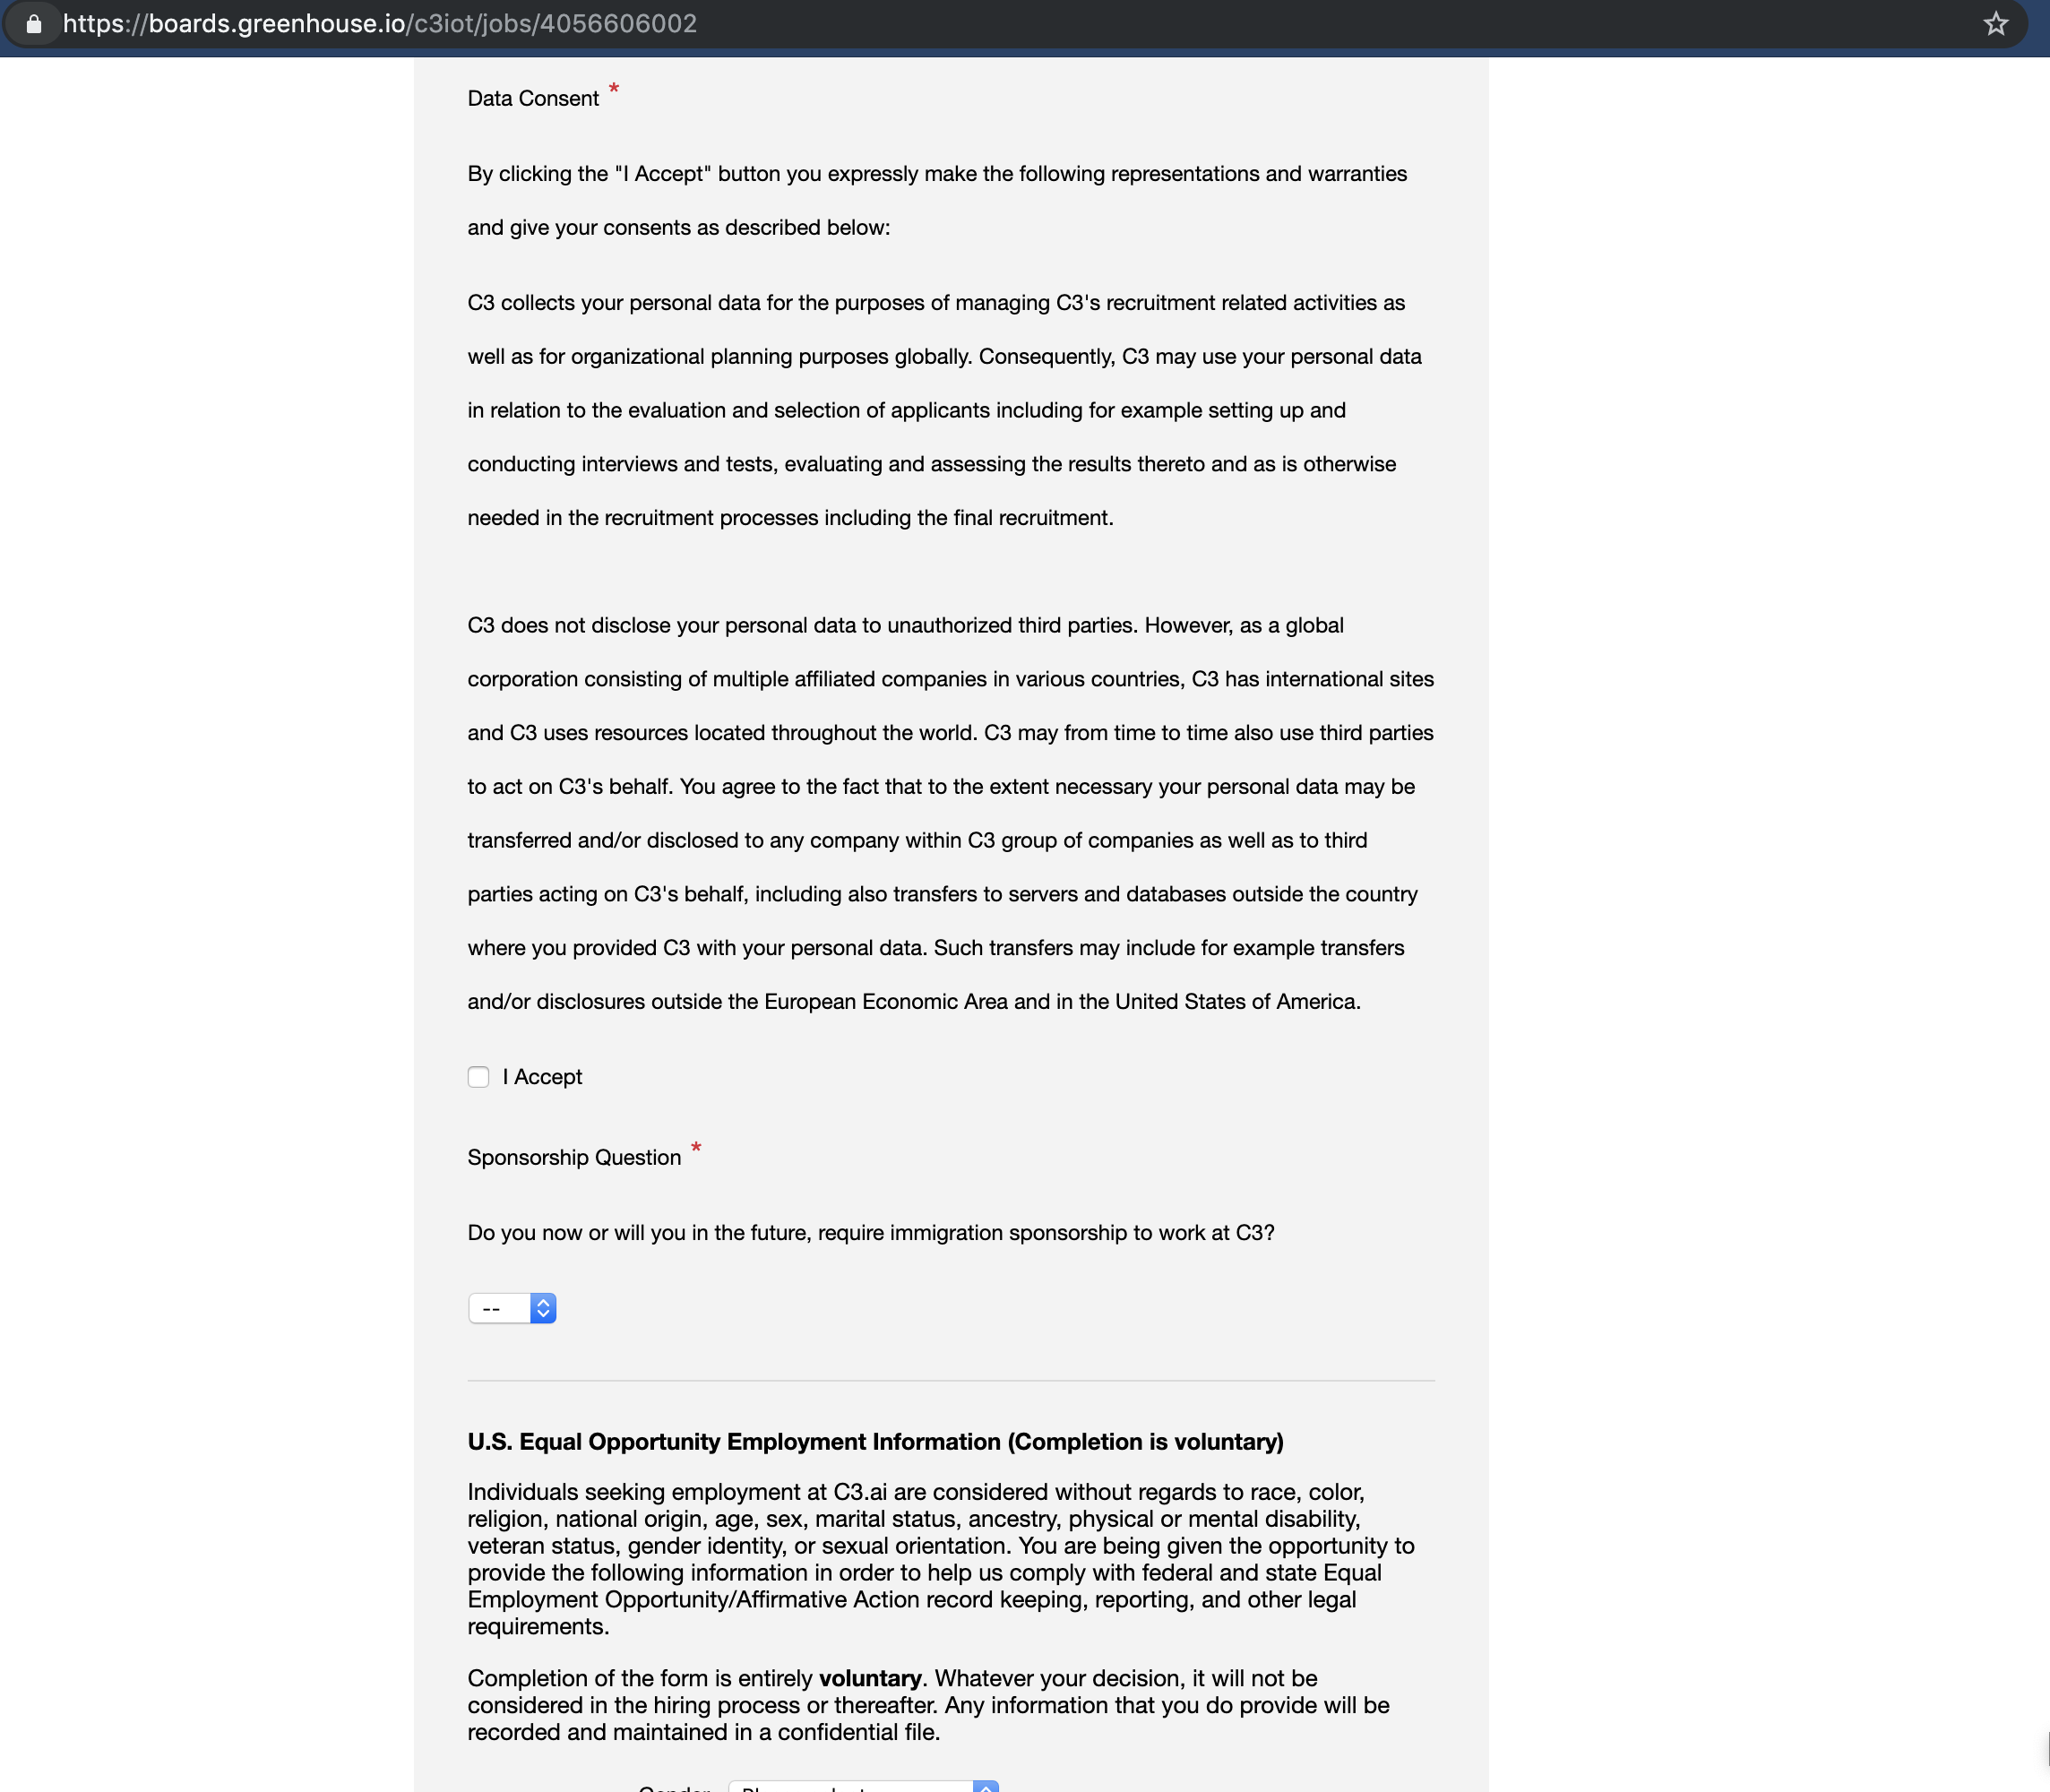 https://boards.greenhouse.io/c3iot/jobs/4056606002
Data Consent *
By clicking the "I Accept" button you expressly make the following representations and warranties
and give your consents as described below:
C3 collects your personal data for the purposes of managing C3's recruitment related activities as
well as for organizational planning purposes globally. Consequently, C3 may use your personal data
in relation to the evaluation and selection of applicants including for example setting up and
conducting interviews and tests, evaluating and assessing the results thereto and as is otherwise
needed in the recruitment processes including the final recruitment.
C3 does not disclose your personal data to unauthorized third parties. However, as a global
corporation consisting of multiple affiliated companies in various countries, C3 has international sites
and C3 uses resources located throughout the world. C3 may from time to time also use third parties
to act on C3's behalf. You agree to the fact that to the extent necessary your personal data may be
transferred and/or disclosed to any company within C3 group of companies as well as to third
parties acting on C3's behalf, including also transfers to servers and databases outside the country
where you provided C3 with your personal data. Such transfers may include for example transfers
and/or disclosures outside the European Economic Area and in the United States of America.
I Accept
Sponsorship Question *
Do you now or will you in the future, require immigration sponsorship to work at C3?
--
U.S. Equal Opportunity Employment Information (Completion is voluntary)
Individuals seeking employment at C3.ai are considered without regards to race, color,
religion, national origin, age, sex, marital status, ancestry, physical or mental disability,
veteran status, gender identity, or sexual orientation. You are being given the opportunity to
provide the following information in order to help us comply with federal and state Equal
Employment Opportunity/Affirmative Action record keeping, reporting, and other legal
requirements.
Completion of the form is entirely voluntary. Whatever your decision, it will not be
considered in the hiring process or thereafter. Any information that you do provide will be
recorded and maintained in a confidential file.